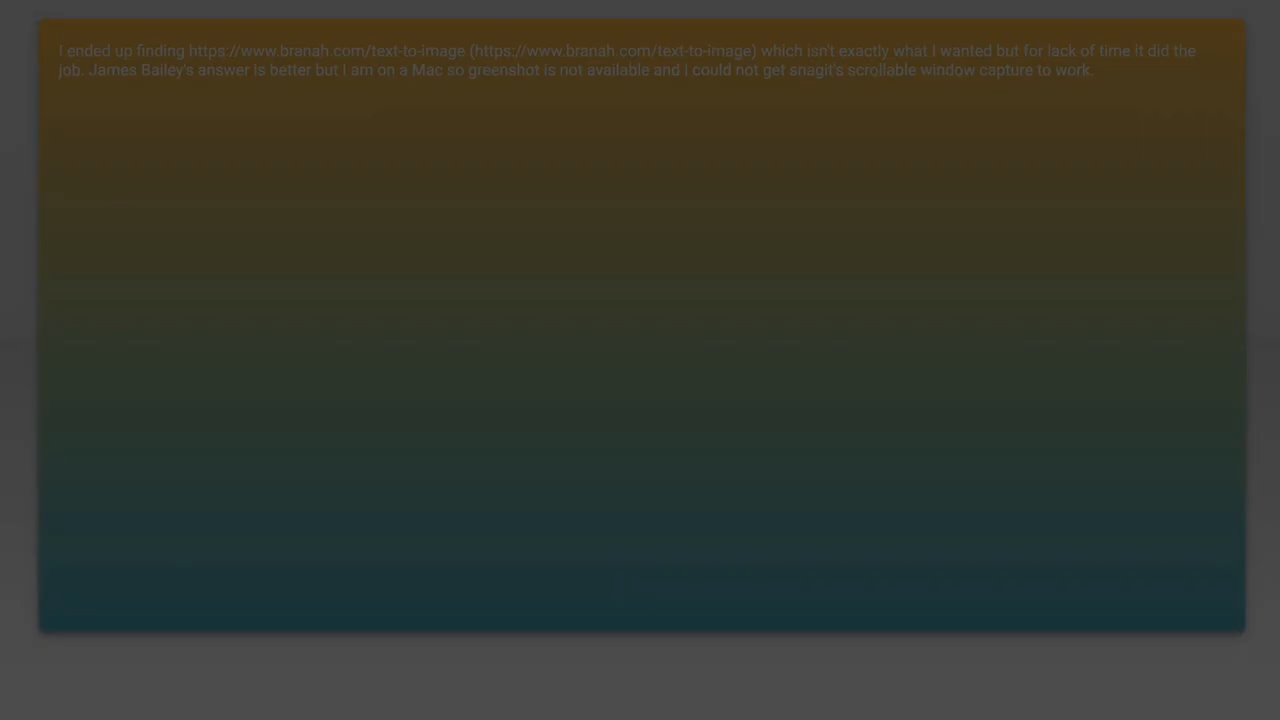 I ended up finding https://www.branah.com/text-to-image (https://www.branah.com/text-to-image) which isn't exactly what I wanted but for lack of time it did the
job. James Bailey's answer is better but I am on a Mac so greenshot is not available and I could not get snagit's scrollable window capture to work.